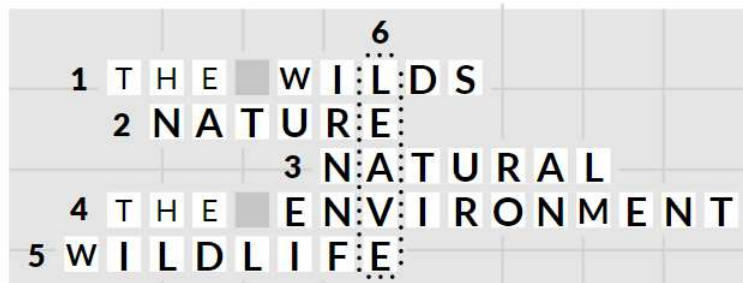 6
1 THE WILDS
2 NATURE
3 NATURAL
4 THE ENVIRONMENT
5 WILDLIFE